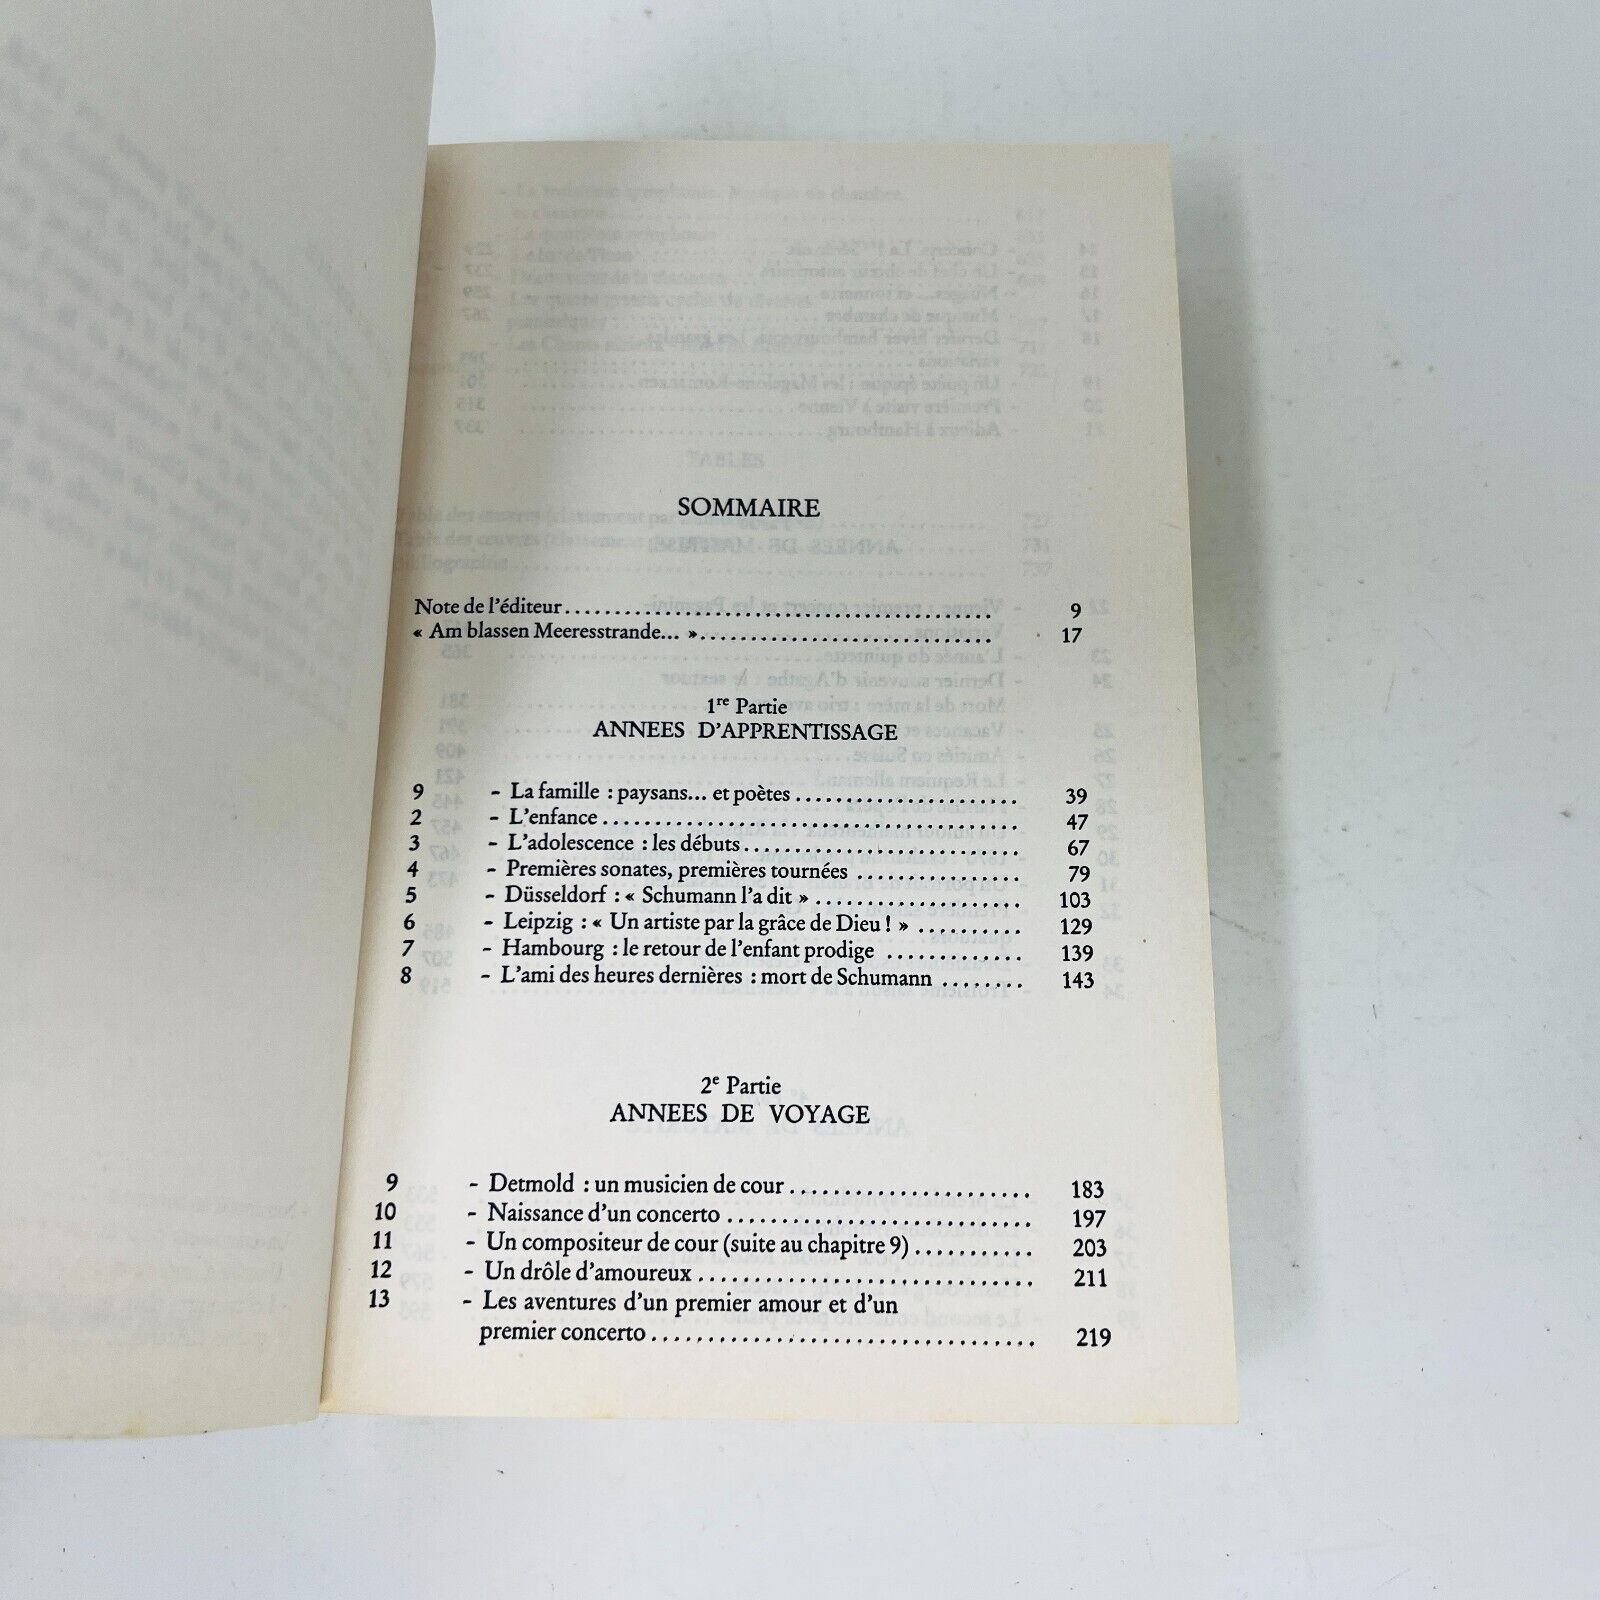 SOMMAIRE
Note de l'éditeur 9
« Am blassen Meeresstrande... » 17
1re Partie
ANNEES D'APPRENTISSAGE
9 - La famille : paysans... et poètes 39
2 - L'enfance 47
3 - L'adolescence : les débuts 67
4 - Premières sonates, premières tournées 79
5 - Düsseldorf : « Schumann l'a dit » 103
6 - Leipzig : « Un artiste par la grâce de Dieu ! » 129
7 - Hambourg : le retour de l'enfant prodige 139
8 - L'ami des heures dernières : mort de Schumann 143
2e Partie
ANNEES DE VOYAGE
9 - Detmold : un musicien de cour 183
10 - Naissance d'un concerto 197
11 - Un compositeur de cour (suite au chapitre 9) 203
12 - Un drôle d'amoureux 211
13 - Les aventures d'un premier amour et d'un
premier concerto 219